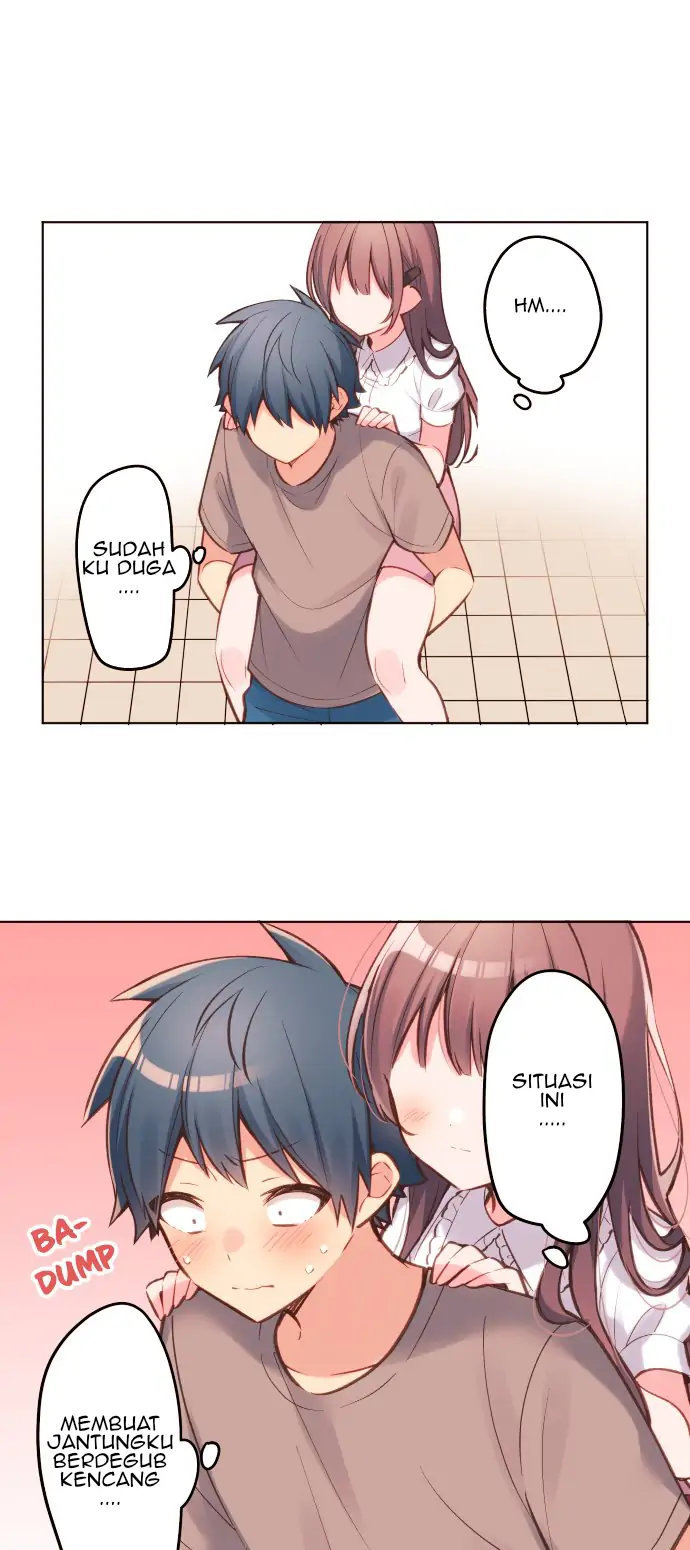 HM....
SUDAH
KU DUGA
....
SITUASI
INI
.....
BA-
DUMP
MEMBUAT
JANTUNGKU
BERDEGUB
KENCANG
....